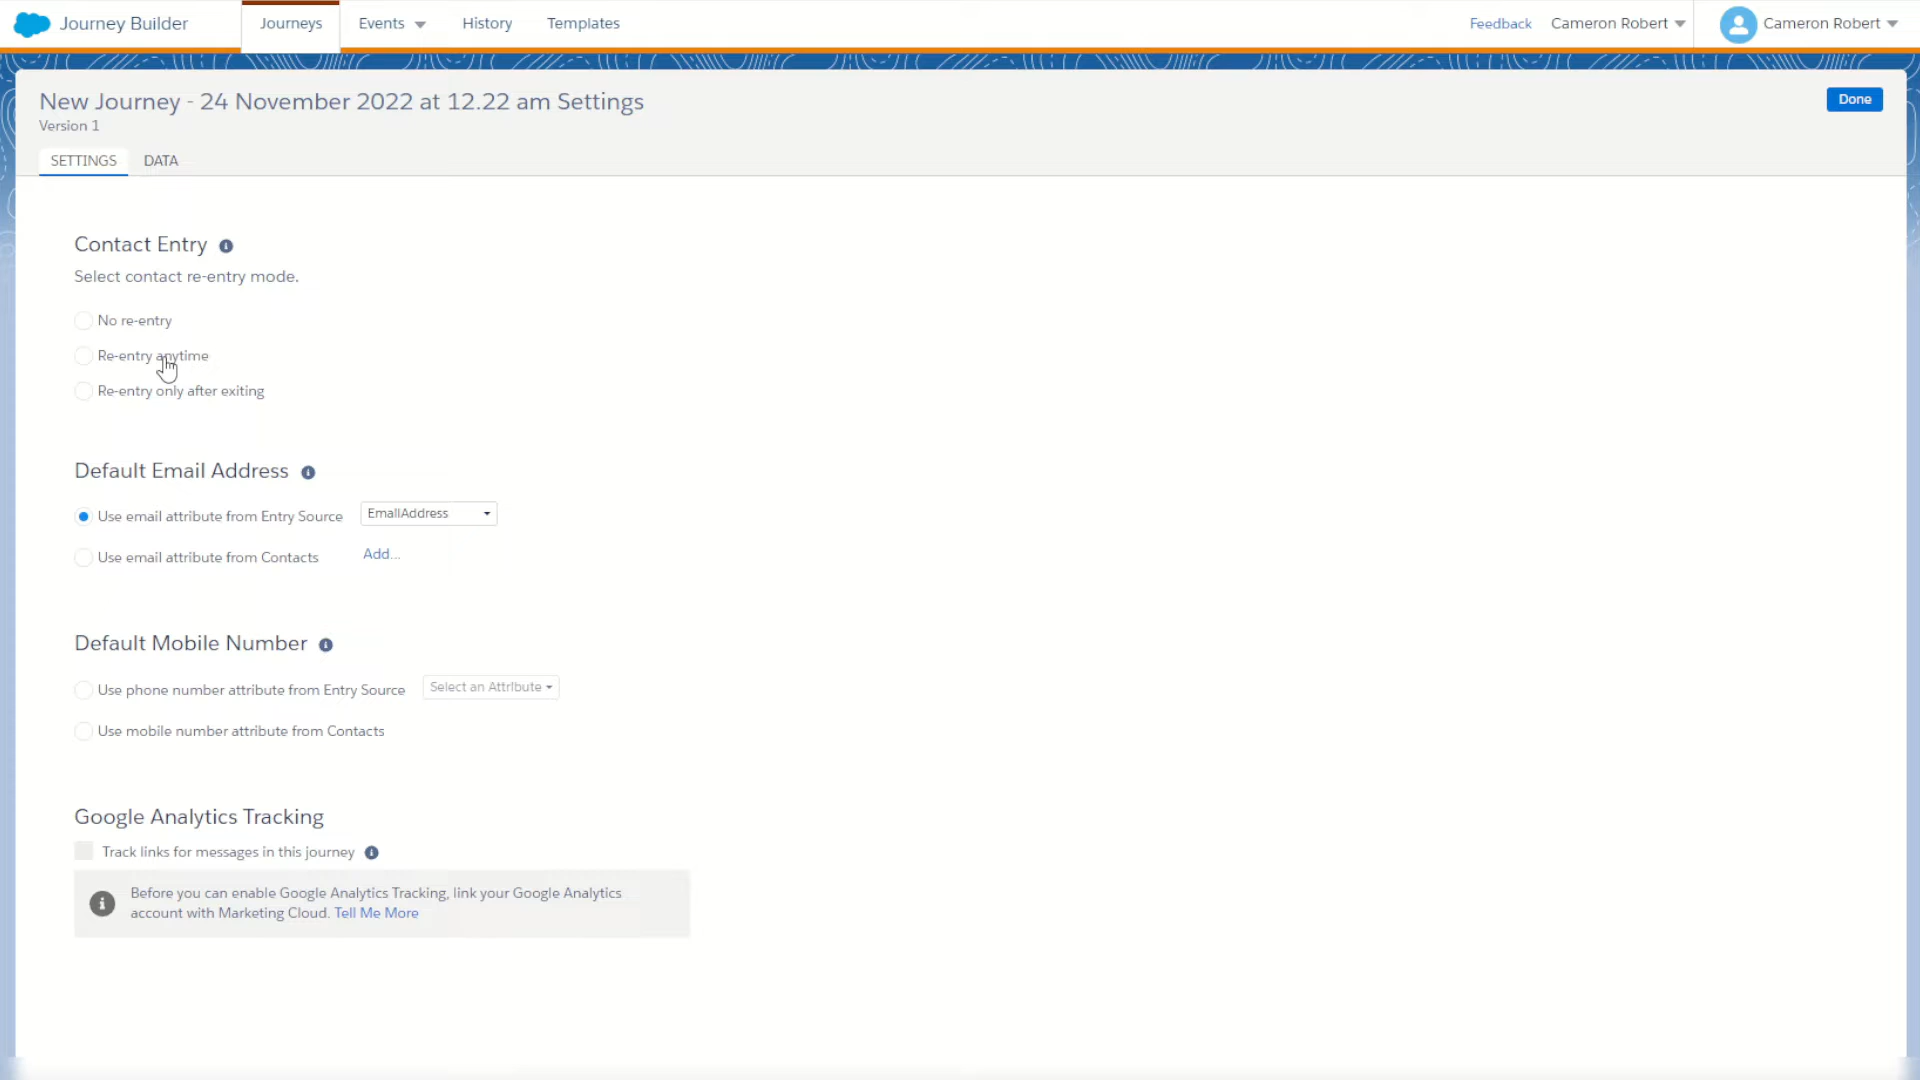 Journey Builder
Journeys
Events
History
Templates
Feedback
Cameron Robert
Cameron Robert
New Journey - 24 November 2022 at 12.22 am Settings
Done
Version 1
SETTINGS
DATA
Contact Entry
Select contact re-entry mode.
No re-entry
Re-entry anytime
Re-entry only after exiting
Default Email Address
Use email attribute from Entry Source
EmailAddress
Use email attribute from Contacts
Add...
Default Mobile Number
Use phone number attribute from Entry Source
Select an Attribute
Use mobile number attribute from Contacts
Google Analytics Tracking
Track links for messages in this journey
Before you can enable Google Analytics Tracking, link your Google Analytics
account with Marketing Cloud. Tell Me More